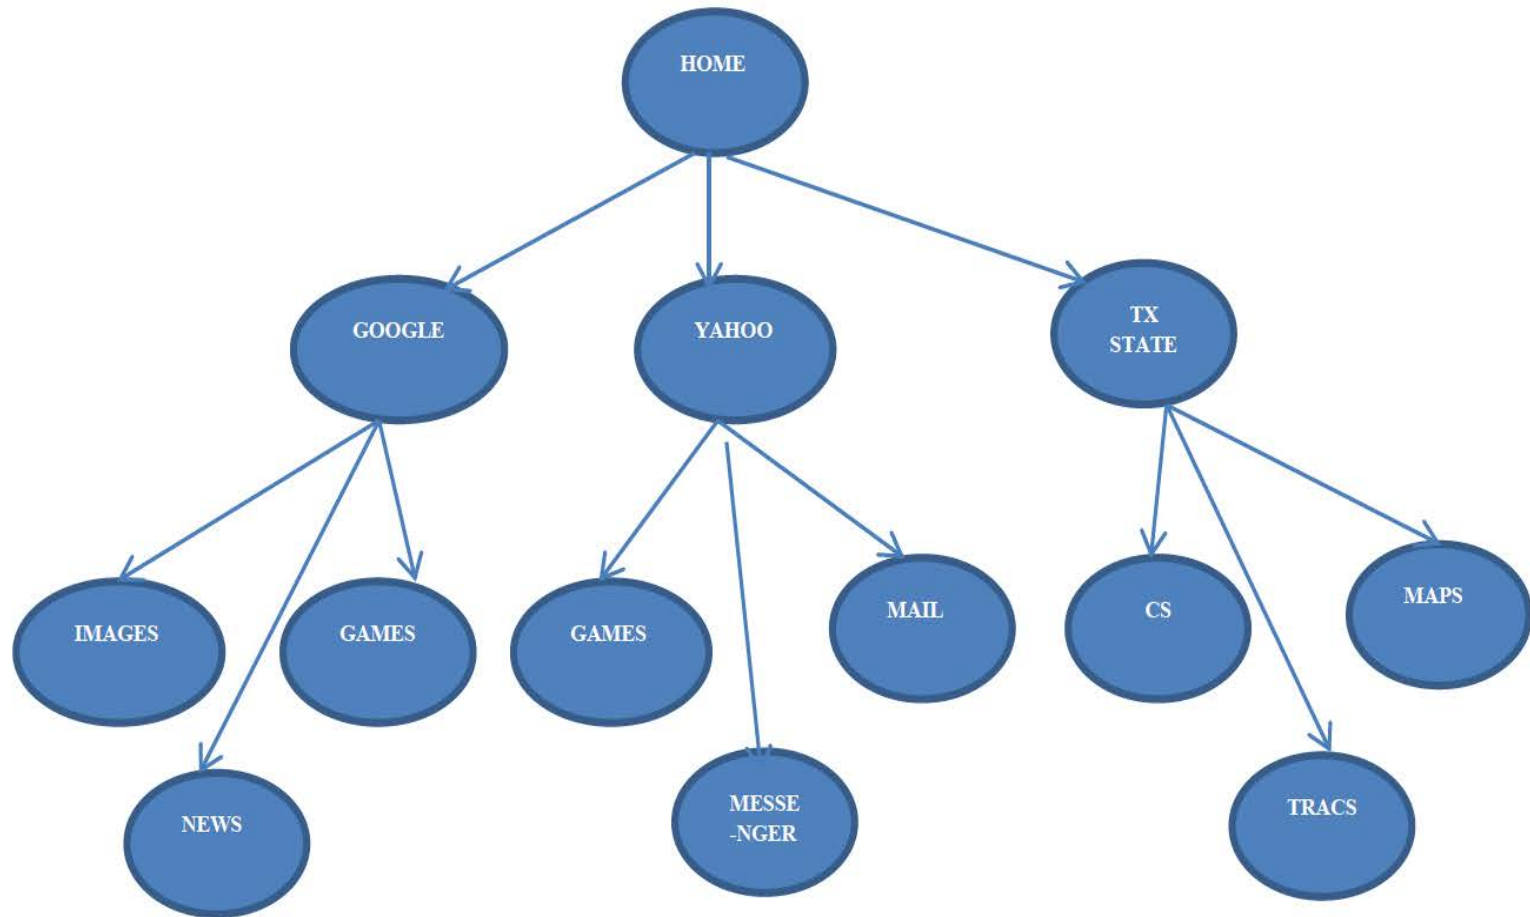 HOME
GOOGLE
YAHOO
TX
STATE
IMAGES
GAMES
GAMES
MAIL
CS
MAPS
NEWS
MESSE
-NGER
TRACS